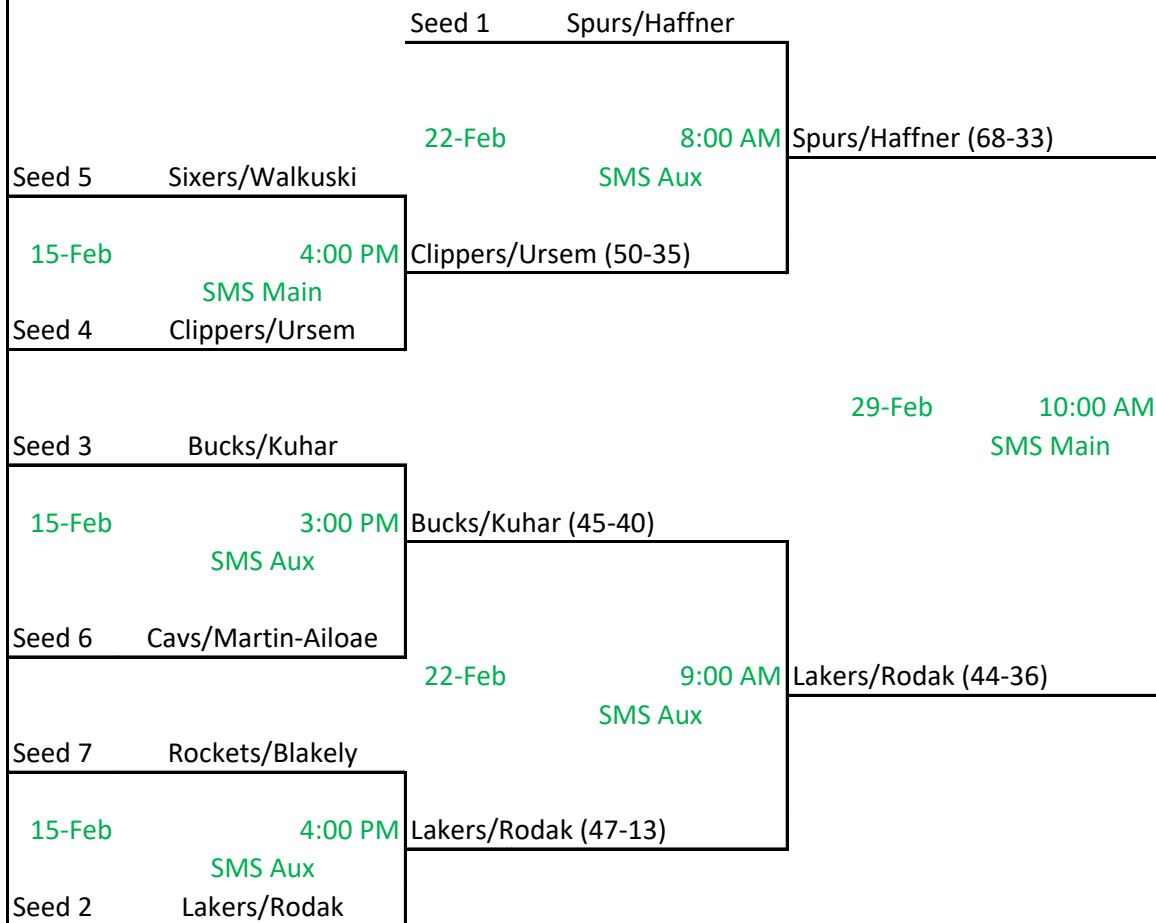 Seed 1 Spurs/Haffner
22-Feb 8:00 AM Spurs/Haffner (68-33)
Seed 5 Sixers/Walkuski SMS Aux
15-Feb 4:00 PM Clippers/Ursem (50-35)
SMS Main
Seed 4 Clippers/Ursem
29-Feb 10:00 AM
Seed 3 Bucks/Kuhar SMS Main
15-Feb 3:00 PM Bucks/Kuhar (45-40)
SMS Aux
Seed 6 Cavs/Martin-Ailoae
22-Feb 9:00 AM Lakers/Rodak (44-36)
SMS Aux
Seed 7 Rockets/Blakely
15-Feb 4:00 PM Lakers/Rodak (47-13)
SMS Aux
Seed 2 Lakers/Rodak